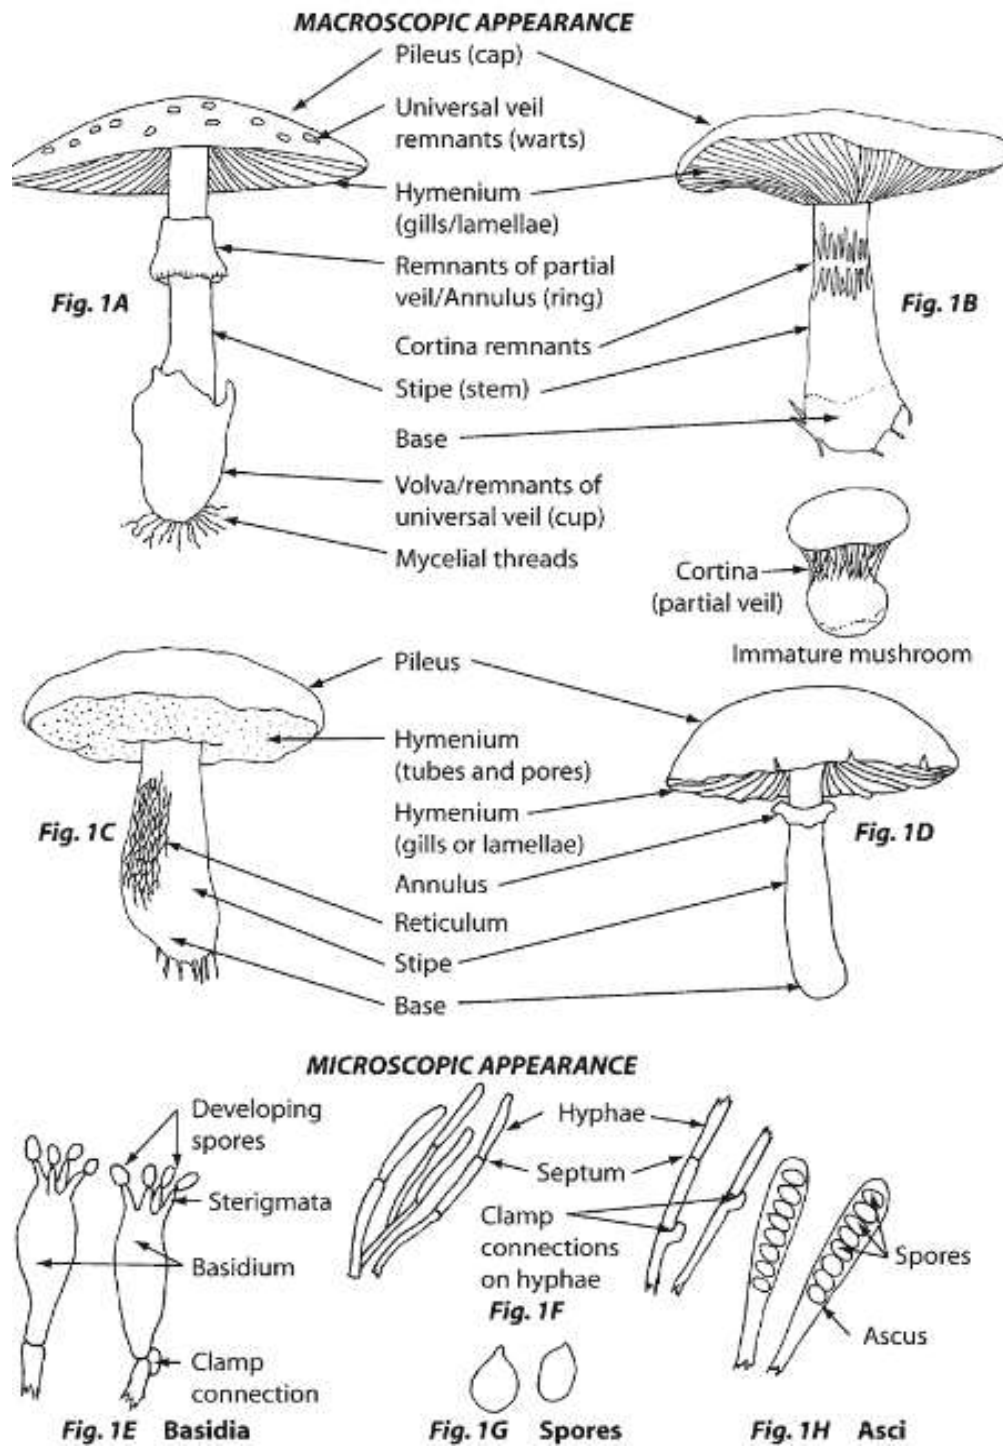 MACROSCOPIC APPEARANCE
Pileus (cap)
Universal veil
remnants (warts)
Hymenium
(gills/lamellae)
Remnants of partial
veil/Annulus (ring)
Fig. 1A
Fig. 1B
Cortina remnants
Stipe (stem)
Base
Volva/remnants of
universal veil (cup)
Mycelial threads
Cortina
(partial veil)
Immature mushroom
Pileus
Hymenium
(tubes and pores)
Hymenium
(gills or lamellae)
Fig. 1C
Fig. 1D
Annulus
Reticulum
Stipe
Base
MICROSCOPIC APPEARANCE
Developing
spores
Sterigmata
Basidium
Clamp
connection
Fig. 1E Basidia
Hyphae
Septum
Clamp
connections
on hyphae
Fig. 1F
Fig. 1G Spores
Spores
Ascus
Fig. 1H Asci